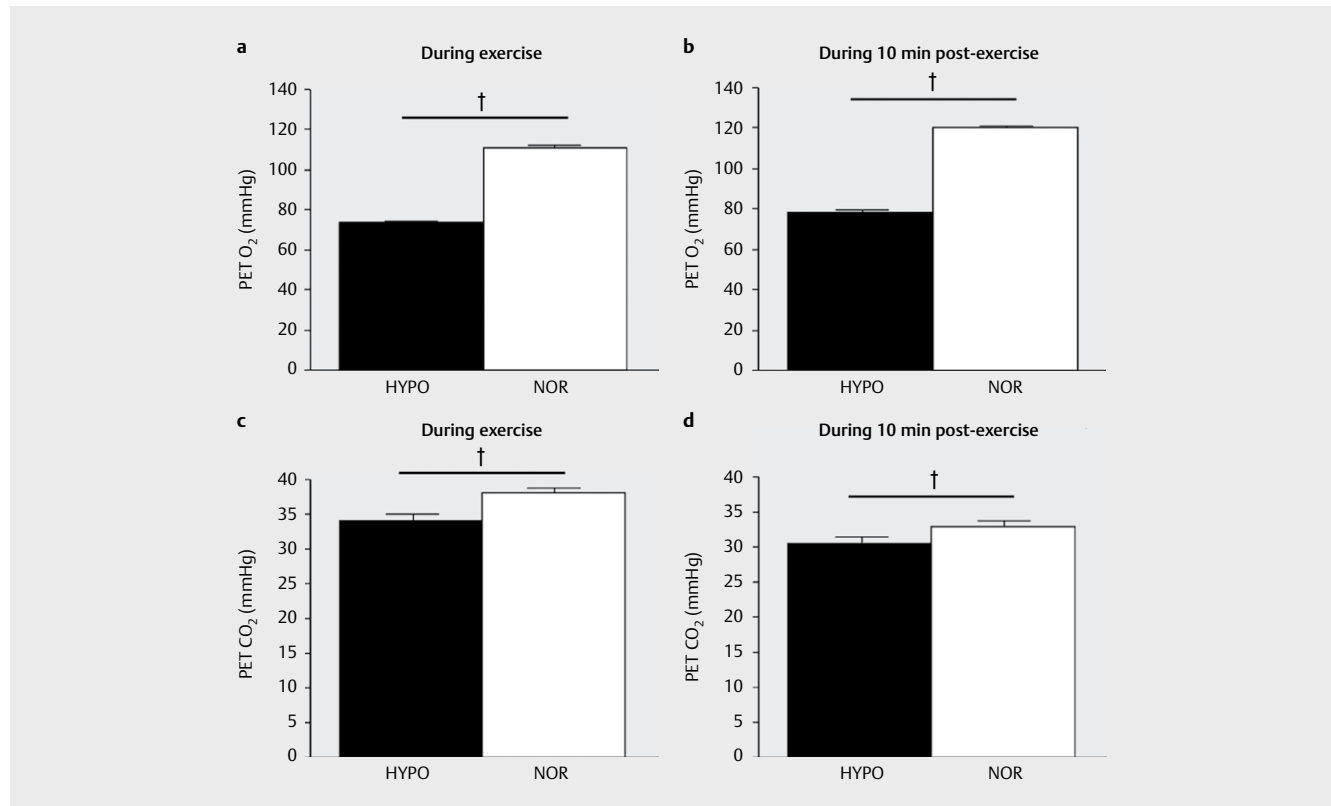 a
During exercise
†
140
120
100
80
60
40
20
0
PET O₂ (mmHg)
HYPO NOR
b
During 10 min post-exercise
†
140
120
100
80
60
40
20
0
PET O₂ (mmHg)
HYPO NOR
c
During exercise
†
40
35
30
25
20
15
10
5
0
PET CO₂ (mmHg)
HYPO NOR
d
During 10 min post-exercise
†
40
35
30
25
20
15
10
5
0
PET CO₂ (mmHg)
HYPO NOR